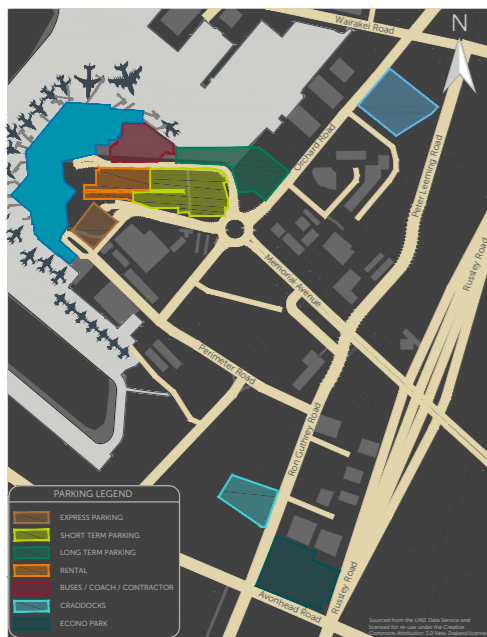 Wairakei Road
N
Orchard Road
Peter Leeming Road
Russley Road
Memorial Avenue
Perimeter Road
Ron Guthrey Road
PARKING LEGEND
EXPRESS PARKING
SHORT TERM PARKING
LONG TERM PARKING
RENTAL
BUSES / COACH / CONTRACTOR
CRADDOCKS
ECONO PARK
Avonhead Road
Russley Road
Sourced from the LINZ Data Service and
licensed for re-use under the Creative
Commons Attribution 3.0 New Zealand licence